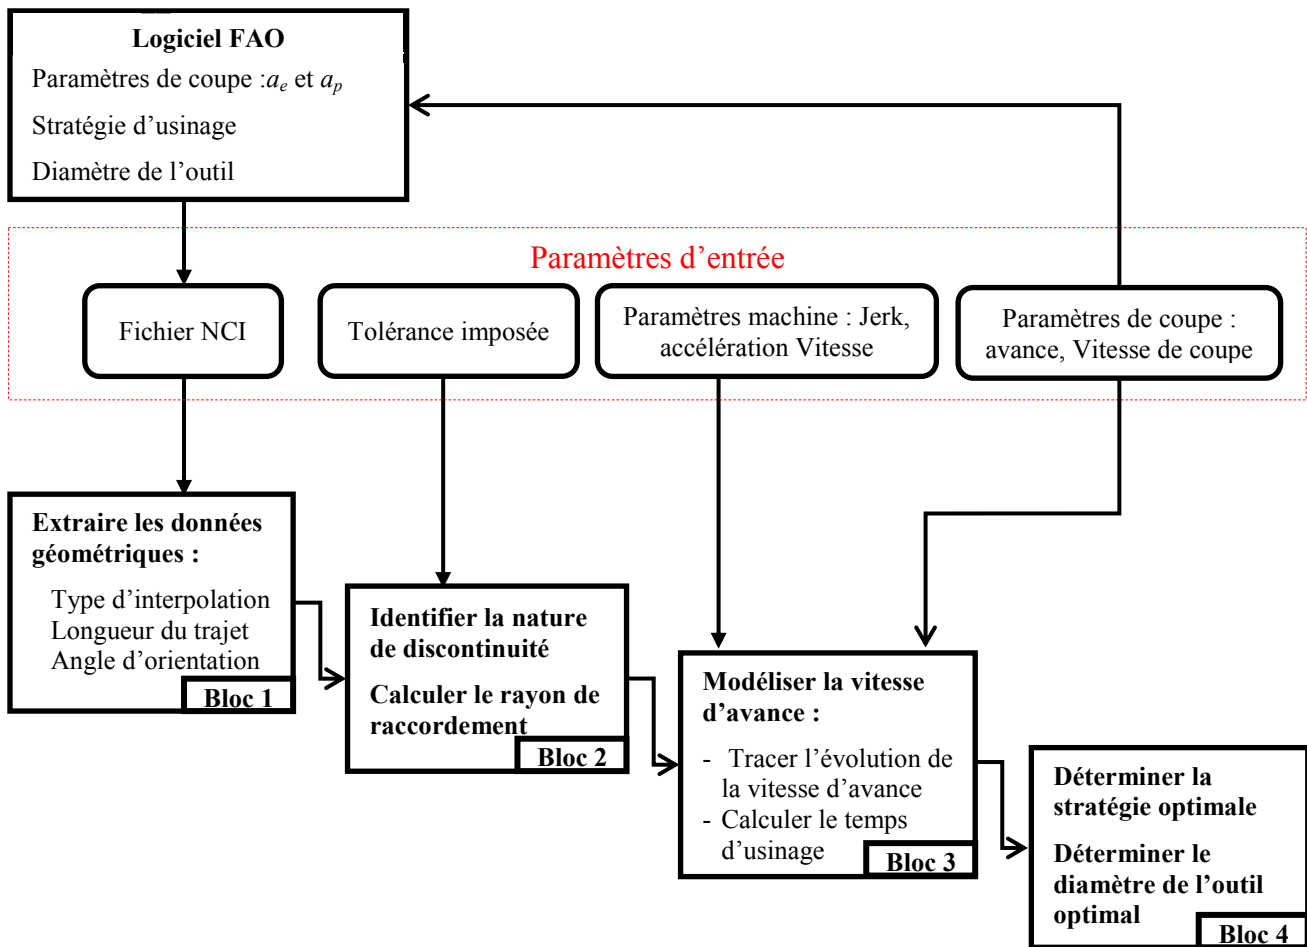 Logiciel FAO
Paramètres de coupe :ae et ap
Stratégie d'usinage
Diamètre de l'outil
Paramètres d'entrée
Fichier NCI
Tolérance imposée
Paramètres machine : Jerk,
accélération Vitesse
Paramètres de coupe :
avance, Vitesse de coupe
Extraire les données
géométriques :
Type d'interpolation
Longueur du trajet
Angle d'orientation
Bloc 1
Identifier la nature
de discontinuité
Calculer le rayon de
raccordement
Bloc 2
Modéliser la vitesse
d'avance :
- Tracer l'évolution de
la vitesse d'avance
- Calculer le temps
d'usinage
Bloc 3
Déterminer la
stratégie optimale
Déterminer le
diamètre de l'outil
optimal
Bloc 4